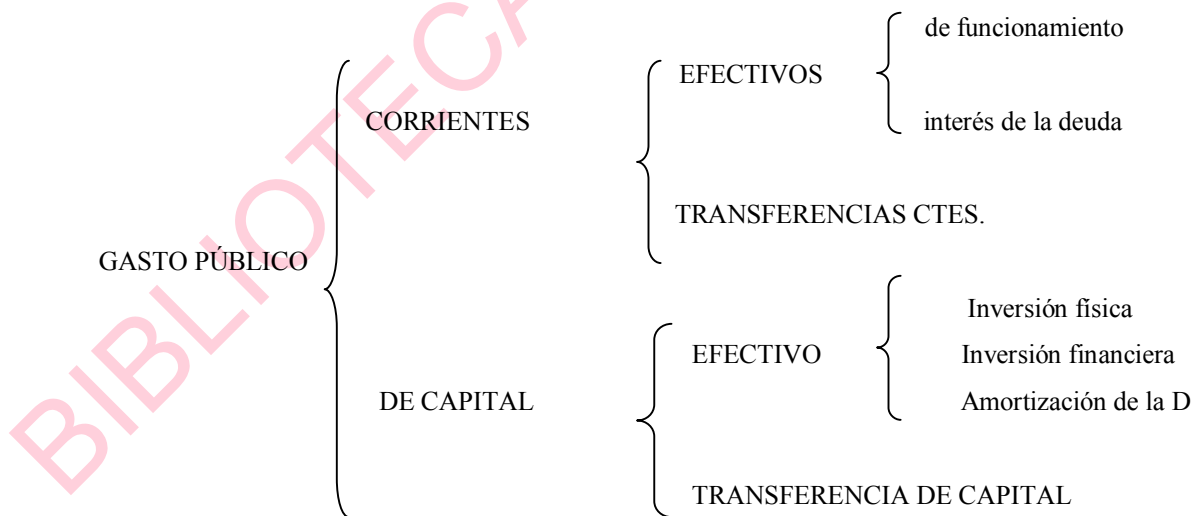 de funcionamiento
EFECTIVOS
CORRIENTES
interés de la deuda
TRANSFERENCIAS CTES.
GASTO PÚBLICO
Inversión física
EFECTIVO
Inversión financiera
DE CAPITAL
Amortización de la D
TRANSFERENCIA DE CAPITAL
BIBLIOTECA